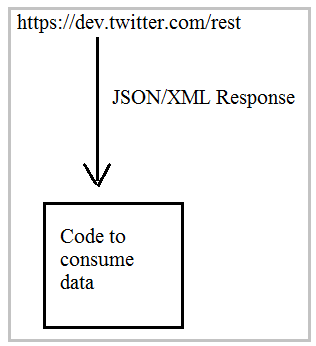 https://dev.twitter.com/rest
JSON/XML Response
Code to
consume
data